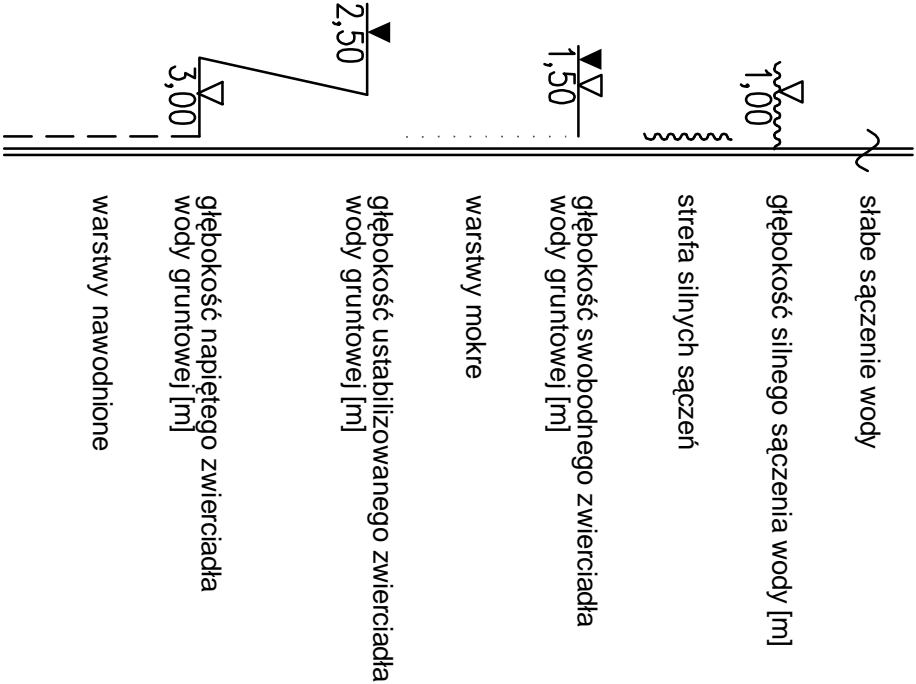 słabe sączenie wody
1,00
głębokość silnego sączenia wody [m]
strefa silnych sączeń
1,50
głębokość swobodnego zwierciadła
wody gruntowej [m]
warstwy mokre
2,50
głębokość ustabilizowanego zwierciadła
wody gruntowej [m]
3,00
głębokość napiętego zwierciadła
wody gruntowej [m]
warstwy nawodnione